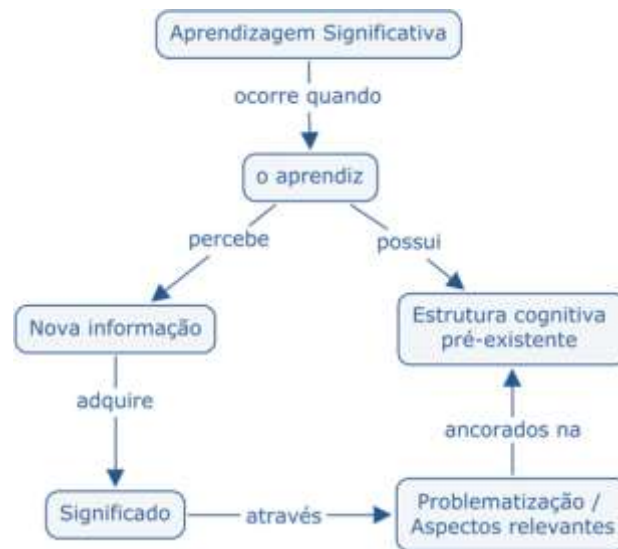 Aprendizagem Significativa
ocorre quando
o aprendiz
percebe
possui
Nova informação
Estrutura cognitiva
pré-existente
adquire
ancorados na
Significado
através
Problematização /
Aspectos relevantes